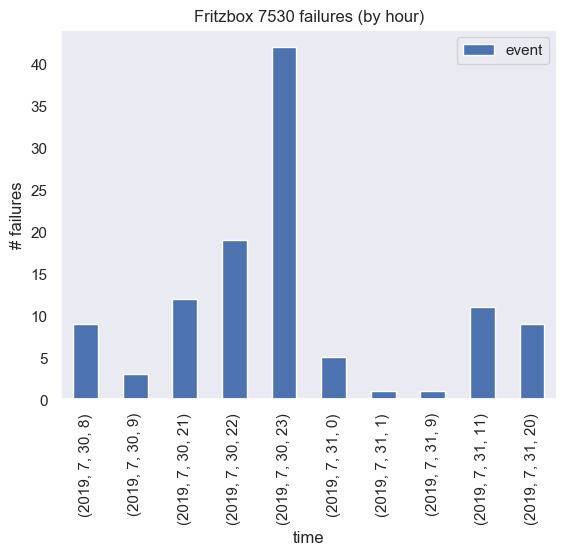 Fritzbox 7530 failures (by hour)
event
# failures
40
35
30
25
20
15
10
5
0
(2019, 7, 30, 8)
(2019, 7, 30, 9)
(2019, 7, 30, 21)
(2019, 7, 30, 22)
(2019, 7, 30, 23)
(2019, 7, 31, 0)
(2019, 7, 31, 1)
(2019, 7, 31, 9)
(2019, 7, 31, 11)
(2019, 7, 31, 20)
time